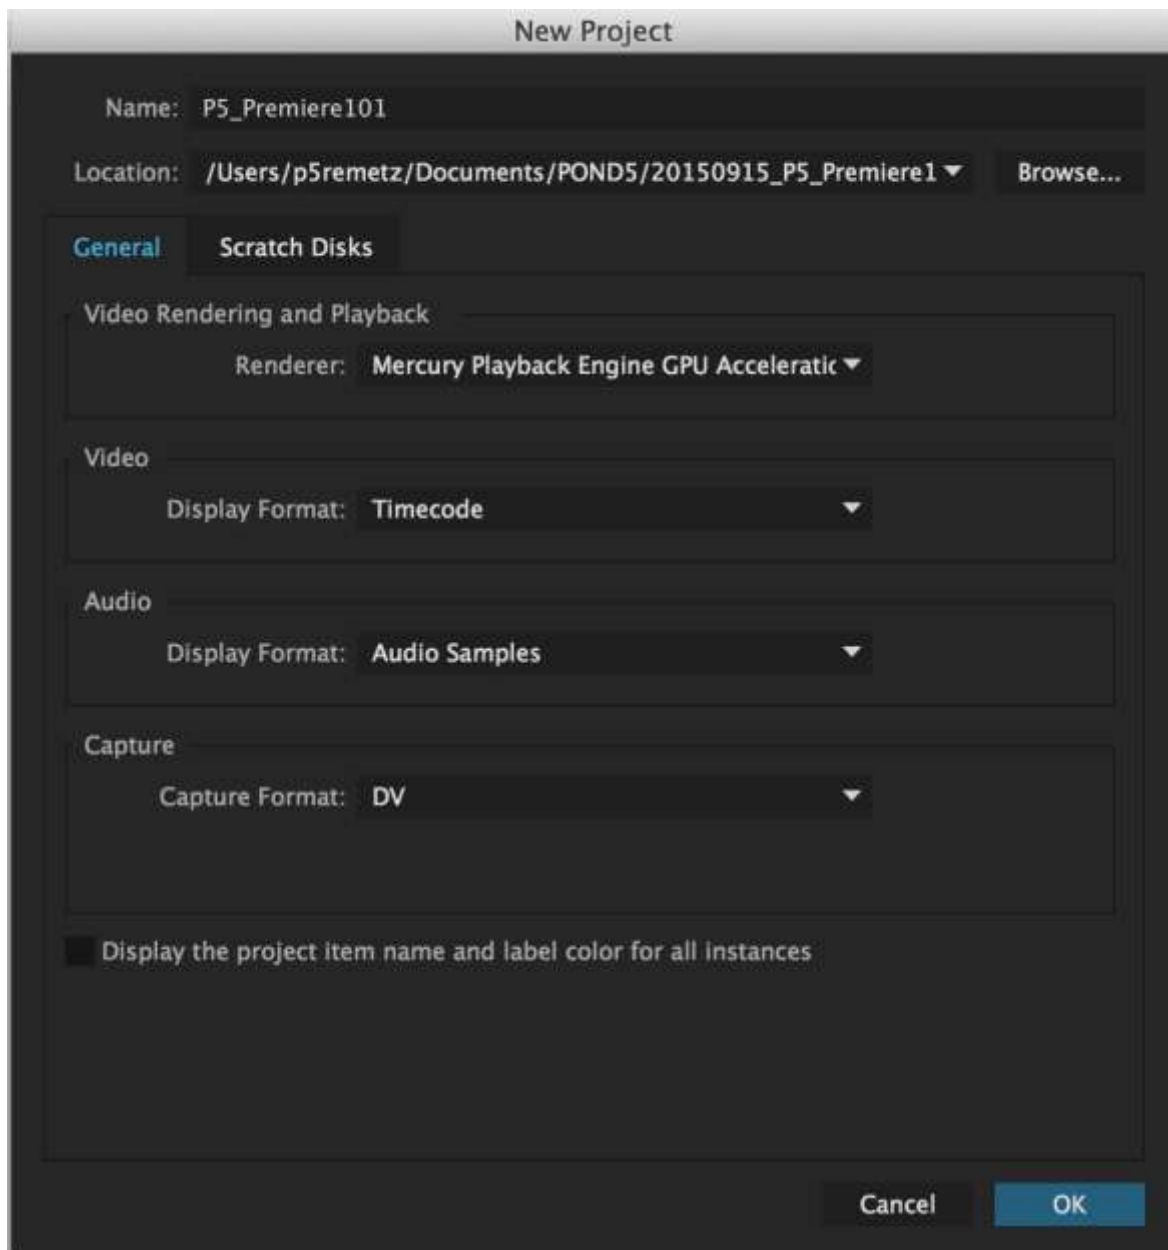 New Project
Name: P5_Premiere101
Location: /Users/p5remetz/Documents/POND5/20150915_P5_Premiere1 Browse...
General Scratch Disks
Video Rendering and Playback
Renderer: Mercury Playback Engine GPU Acceleratic
Video
Display Format: Timecode
Audio
Display Format: Audio Samples
Capture
Capture Format: DV
Display the project item name and label color for all instances
Cancel OK